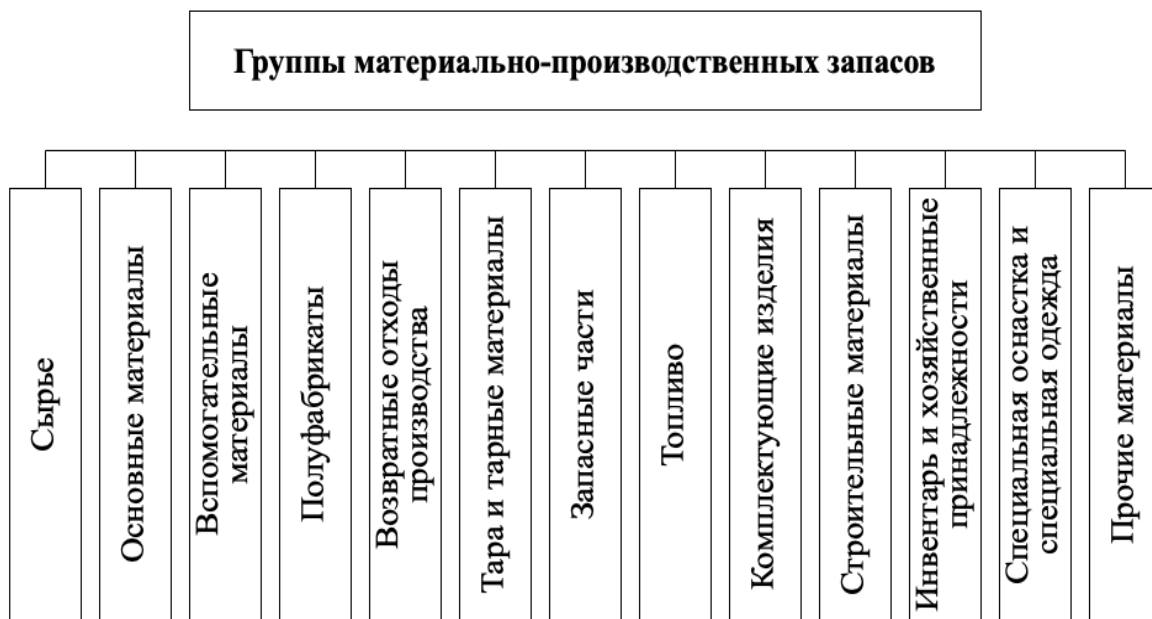 Группы материально-производственных запасов
Сырье
Основные материалы
Вспомогательные
материалы
Полуфабрикаты
Возвратные отходы
производства
Тара и тарные материалы
Запасные части
Топливо
Комплектующие изделия
Строительные материалы
Инвентарь и хозяйственные
принадлежности
Специальная оснастка и
специальная одежда
Прочие материалы